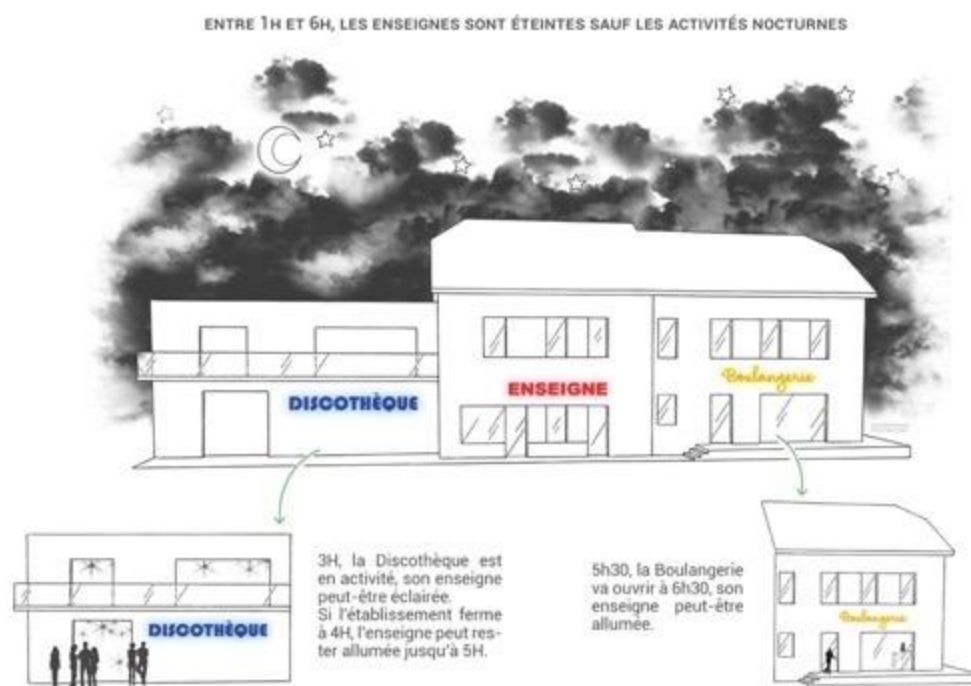 ENTRE 1H ET 6H, LES ENSEIGNES SONT ÉTEINTES SAUF LES ACTIVITÉS NOCTURNES
DISCOTHÈQUE
ENSEIGNE
Boulangerie
3H, la Discothèque est
en activité, son enseigne
peut-être éclairée.
Si l'établissement ferme
à 4H, l'enseigne peut res-
ter allumée jusqu'à 5H.
DISCOTHÈQUE
5h30, la Boulangerie
va ouvrir à 6h30, son
enseigne peut-être
allumée.
Boulangerie